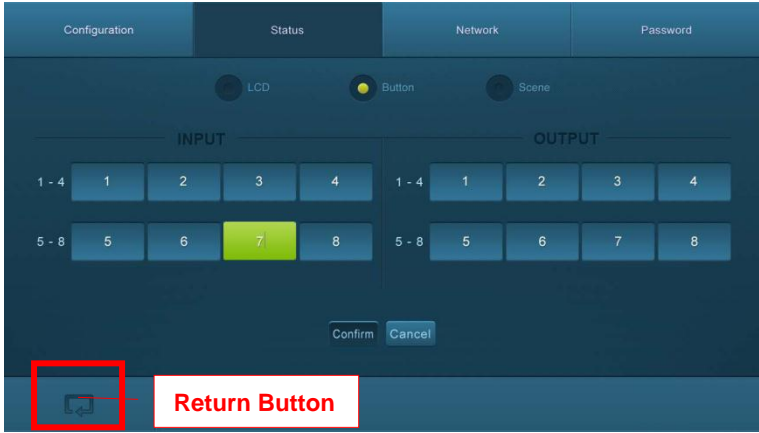 Configuration Status Network Password
LCD Button Scene
INPUT OUTPUT
1 - 4 1 2 3 4 1 - 4 1 2 3 4
5 - 8 5 6 7 8 5 - 8 5 6 7 8
Confirm Cancel
Return Button